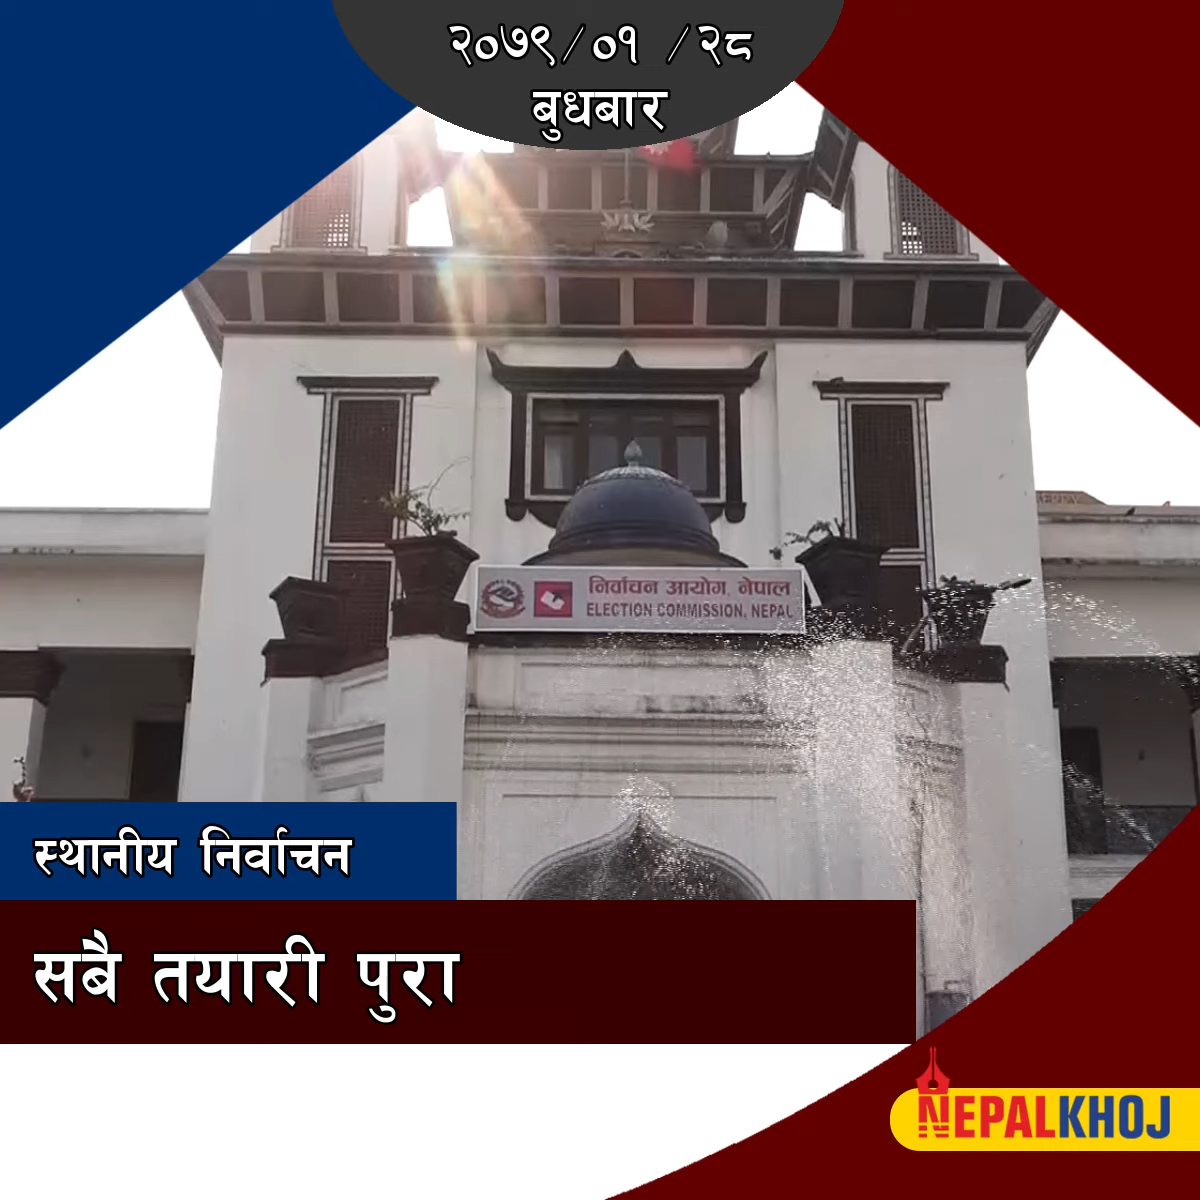 २०७९/०१ /२८
बुधबार
निर्वाचन आयोग, नेपाल
ELECTION COMMISSION, NEPAL
स्थानीय निर्वाचन
सबै तयारी पुरा
NEPALKHOJ